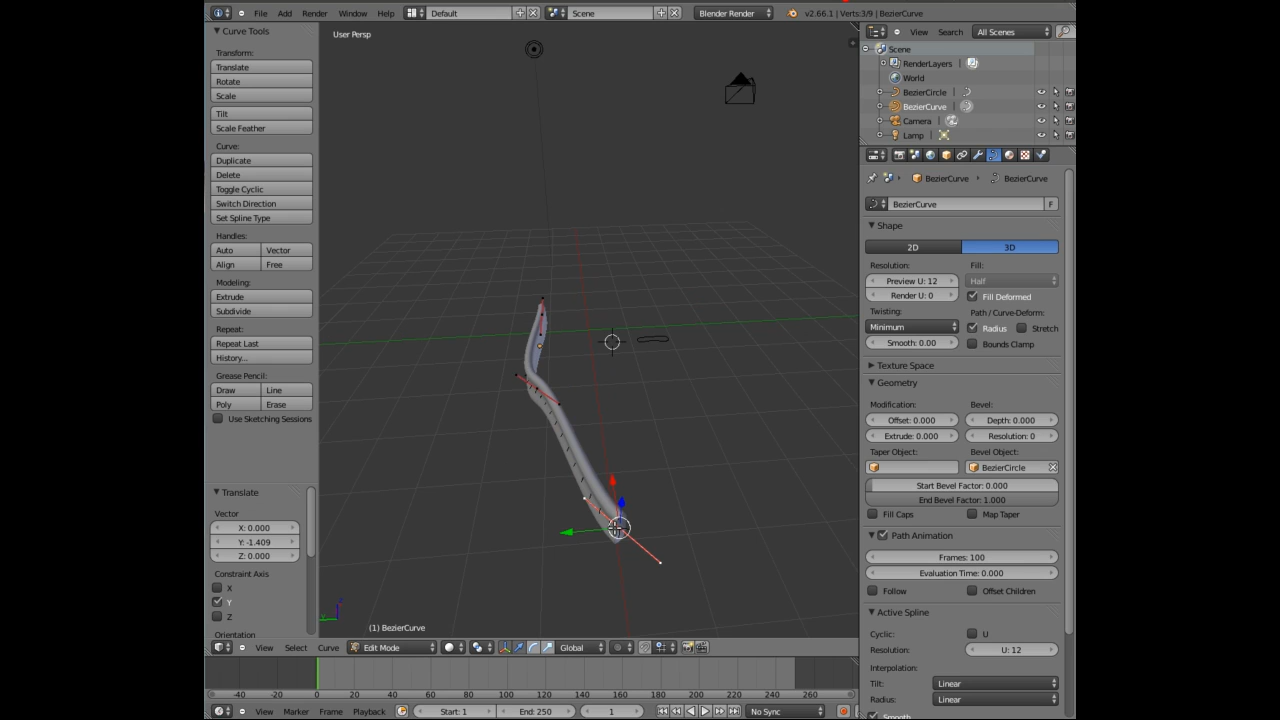 File Add Render Window Help Default Scene Blender Render v2.66.1 | Verts:3/9 | BezierCurve
Curve Tools
Transform:
Translate
Rotate
Scale
Tilt
Scale Feather
Curve:
Duplicate
Delete
Toggle Cyclic
Switch Direction
Set Spline Type
Handles:
Auto Vector
Align Free
Modeling:
Extrude
Subdivide
Repeat:
Repeat Last
History...
Grease Pencil:
Draw Line
Poly Erase
Use Sketching Sessions
Translate
Vector
X: 0.000
Y: -1.409
Z: 0.000
Constraint Axis
X
Y
Z
Orientation
User Persp
(1) BezierCurve
View Select Curve Edit Mode Global
-40 -20 0 20 40 60 80 100 120 140 160 180 200 220 240 260
View Marker Frame Playback Start: 1 End: 250 1 No Sync
View Search All Scenes
Scene
RenderLayers
World
BezierCircle
BezierCurve
Camera
Lamp
BezierCurve BezierCurve
BezierCurve F
Shape
2D 3D
Resolution: Fill:
Preview U: 12 Half
Render U: 0 Fill Deformed
Twisting: Path / Curve-Deform:
Minimum Radius Stretch
Smooth: 0.00 Bounds Clamp
Texture Space
Geometry
Modification: Bevel:
Offset: 0.000 Depth: 0.000
Extrude: 0.000 Resolution: 0
Taper Object: Bevel Object:
BezierCircle
Start Bevel Factor: 0.000
End Bevel Factor: 1.000
Fill Caps Map Taper
Path Animation
Frames: 100
Evaluation Time: 0.000
Follow Offset Children
Active Spline
Cyclic: U
Resolution: U: 12
Interpolation:
Tilt: Linear
Radius: Linear
Smooth